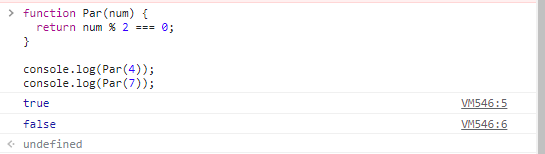 function Par(num) {
  return num % 2 === 0;
}
console.log(Par(4));
console.log(Par(7));
true VM546:5
false VM546:6
undefined